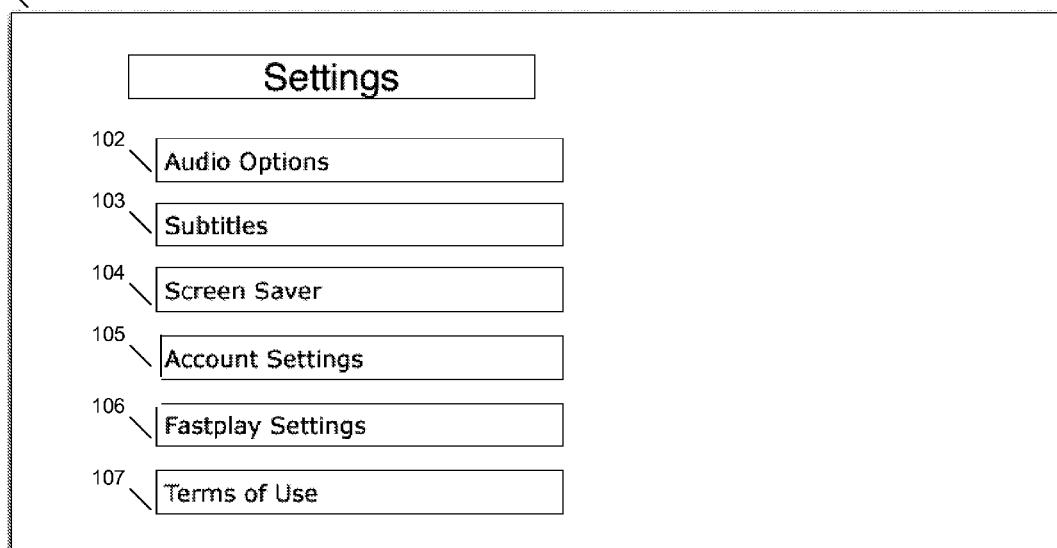 Settings
102
Audio Options
103
Subtitles
104
Screen Saver
105
Account Settings
106
Fastplay Settings
107
Terms of Use